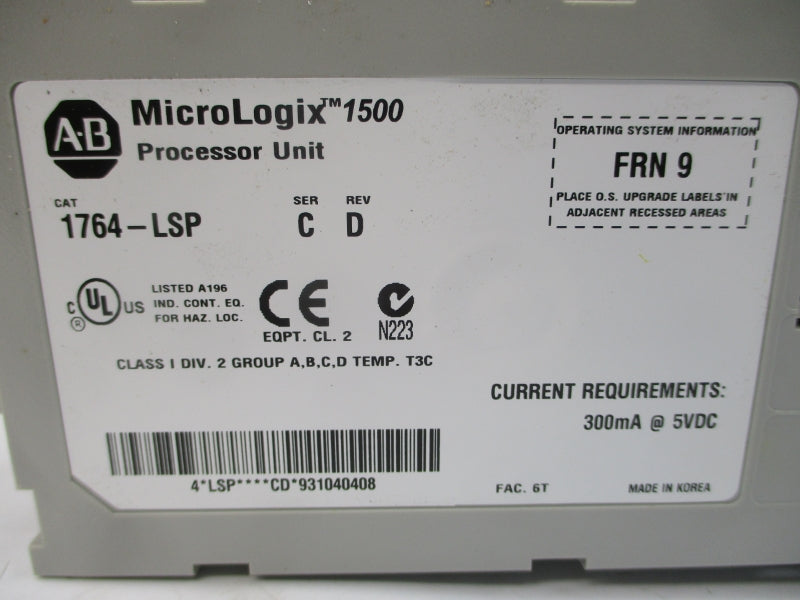 A-B
MicroLogix™1500
Processor Unit
OPERATING SYSTEM INFORMATION
FRN 9
PLACE O.S. UPGRADE LABELS IN
ADJACENT RECESSED AREAS
CAT
1764-LSP
SER
C
REV
D
C UL US ®
LISTED A196
IND. CONT. EQ.
FOR HAZ. LOC.
CE
EQPT. CL. 2
N223
CLASS I DIV. 2 GROUP A,B,C,D TEMP. T3C
CURRENT REQUIREMENTS:
300mA @ 5VDC
4*LSP****CD*931040408
FAC. 6T
MADE IN KOREA